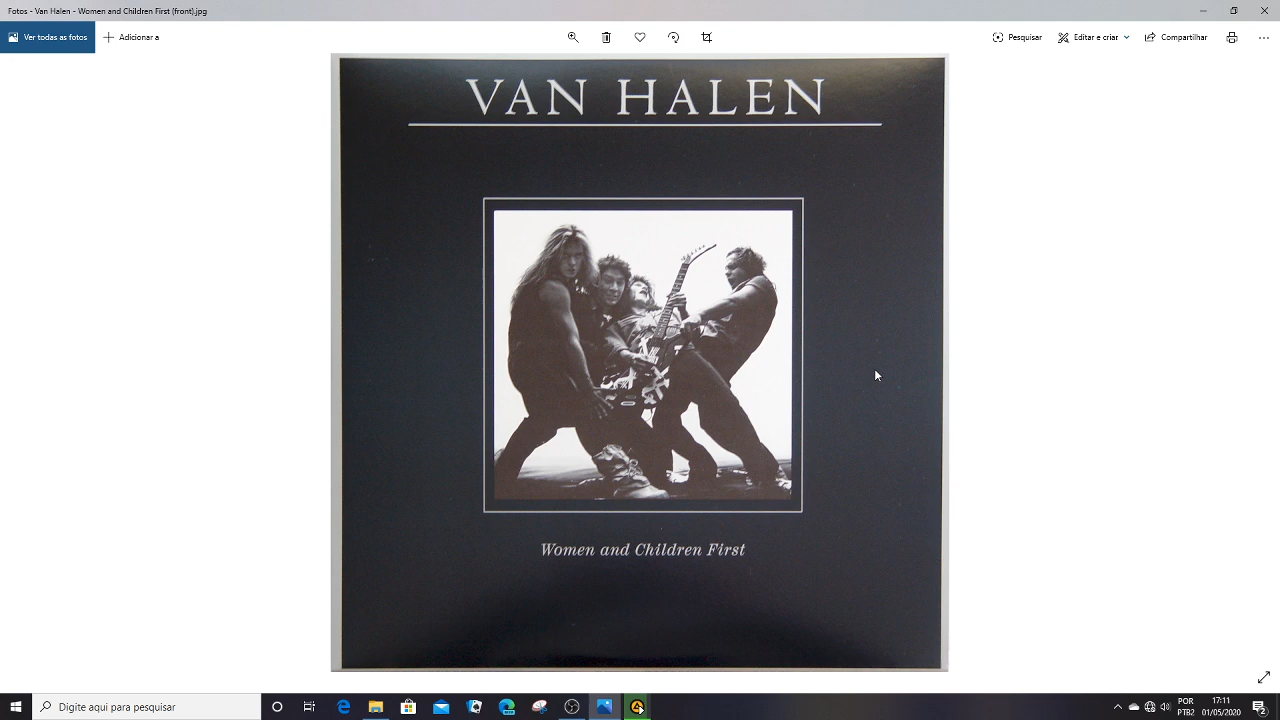 Fotos - Van Halen - Women and Children First (front).jpg
Ver todas as fotos
Adicionar a
Pesquisar
Editar e criar
Compartilhar
VAN HALEN
Women and Children First
Digite aqui para pesquisar
POR
PTB2
17:11
01/05/2020